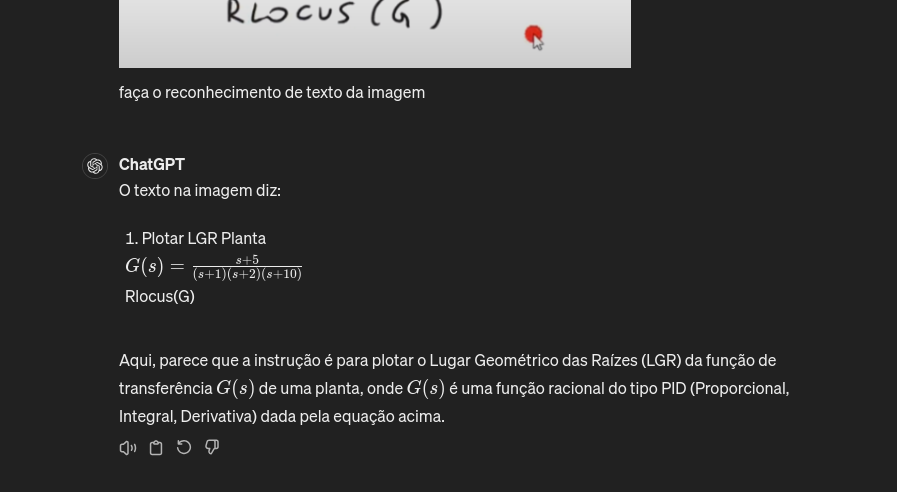 RLOCUS (G)
faça o reconhecimento de texto da imagem
ChatGPT
O texto na imagem diz:
1. Plotar LGR Planta
G(s) = s+5 / (s+1)(s+2)(s+10)
Rlocus(G)
Aqui, parece que a instrução é para plotar o Lugar Geométrico das Raízes (LGR) da função de
transferência G(s) de uma planta, onde G(s) é uma função racional do tipo PID (Proporcional,
Integral, Derivativa) dada pela equação acima.